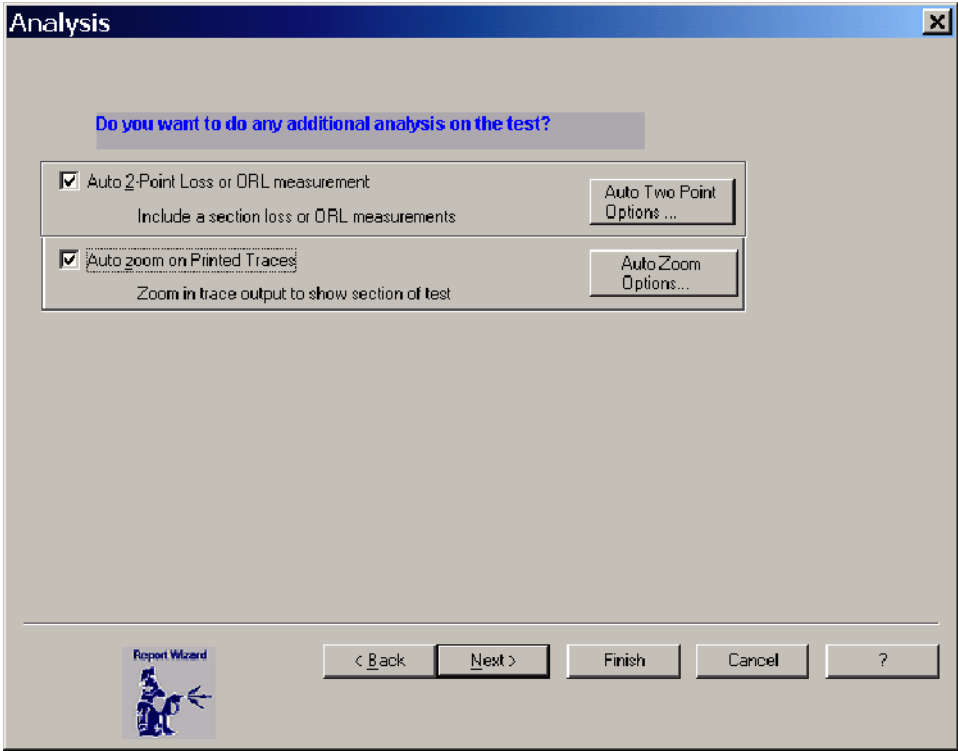 Analysis
Do you want to do any additional analysis on the test?
Auto 2-Point Loss or ORL measurement
Include a section loss or ORL measurements
Auto Two Point
Options ...
Auto zoom on Printed Traces
Zoom in trace output to show section of test
Auto Zoom
Options...
Report Wizard
< Back
Next >
Finish
Cancel
?